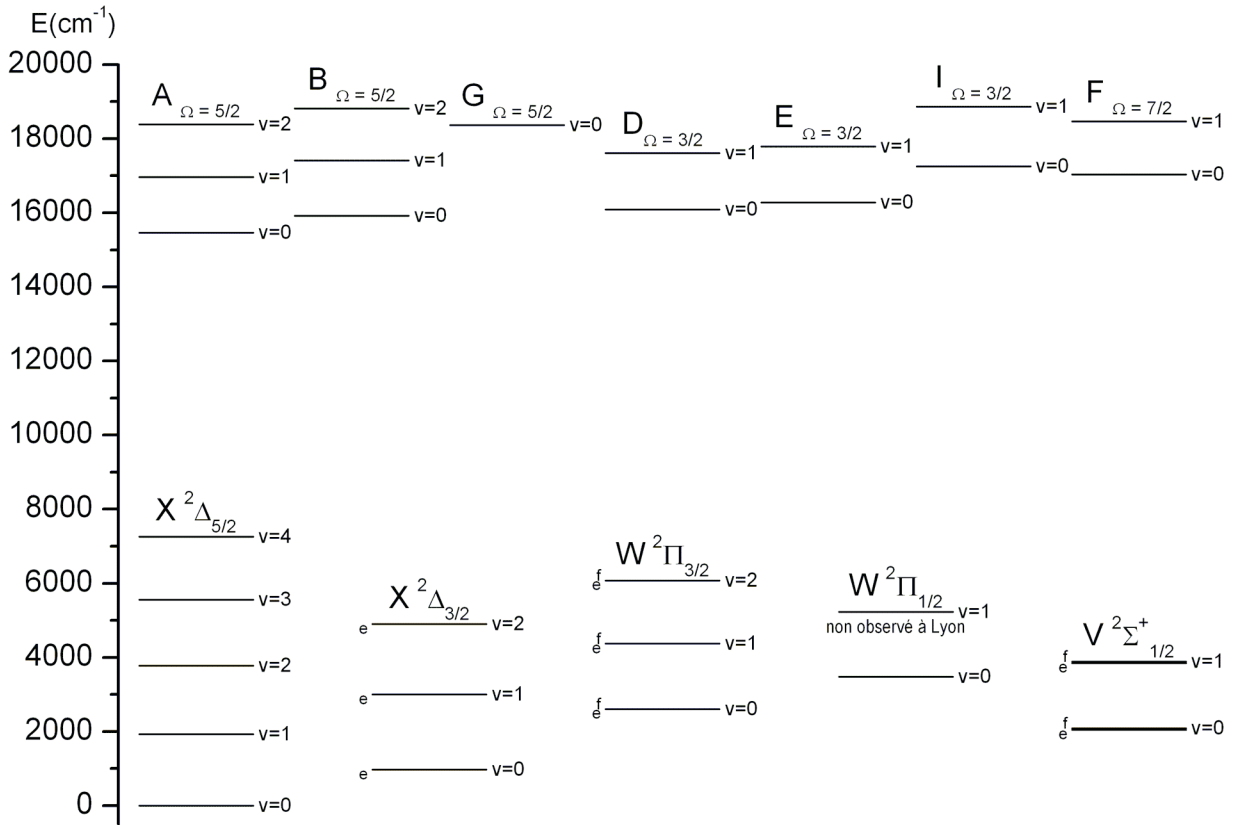 E(cm⁻¹)
20000
18000
16000
14000
12000
10000
8000
6000
4000
2000
0
A Ω = 5/2
v=2
v=1
v=0
B Ω = 5/2
v=2
v=1
v=0
G Ω = 5/2
v=0
D Ω = 3/2
v=1
v=0
E Ω = 3/2
v=1
v=0
I Ω = 3/2
v=1
v=0
F Ω = 7/2
v=1
v=0
X ²Δ5/2
v=4
v=3
v=2
v=1
v=0
X ²Δ3/2
e v=2
e v=1
e v=0
W ²Π3/2
f
e v=2
f
e v=1
f
e v=0
W ²Π1/2
v=1
non observé à Lyon
v=0
V ²Σ⁺1/2
f
e v=1
f
e v=0